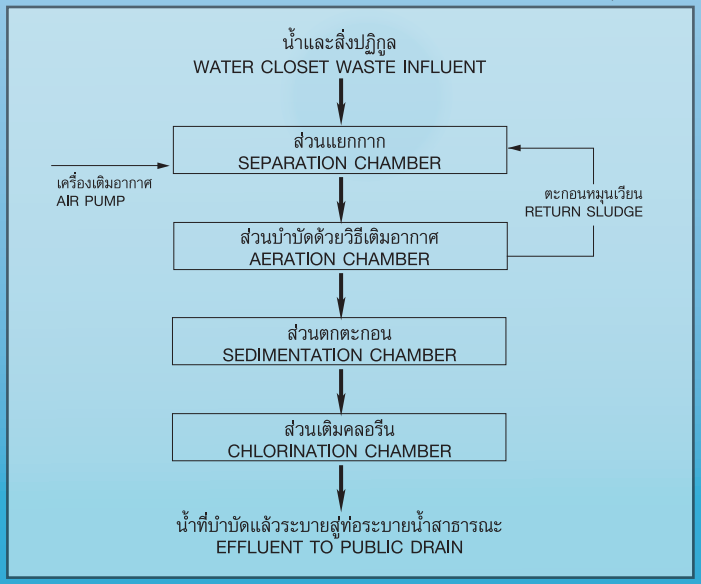 น้ำและสิ่งปฏิกูล
WATER CLOSET WASTE INFLUENT
ส่วนแยกกาก
SEPARATION CHAMBER
เครื่องเติมอากาศ
AIR PUMP
ตะกอนหมุนเวียน
RETURN SLUDGE
ส่วนบำบัดด้วยวิธีเติมอากาศ
AERATION CHAMBER
ส่วนตกตะกอน
SEDIMENTATION CHAMBER
ส่วนเติมคลอรีน
CHLORINATION CHAMBER
น้ำที่บำบัดแล้วระบายสู่ท่อระบายน้ำสาธารณะ
EFFLUENT TO PUBLIC DRAIN